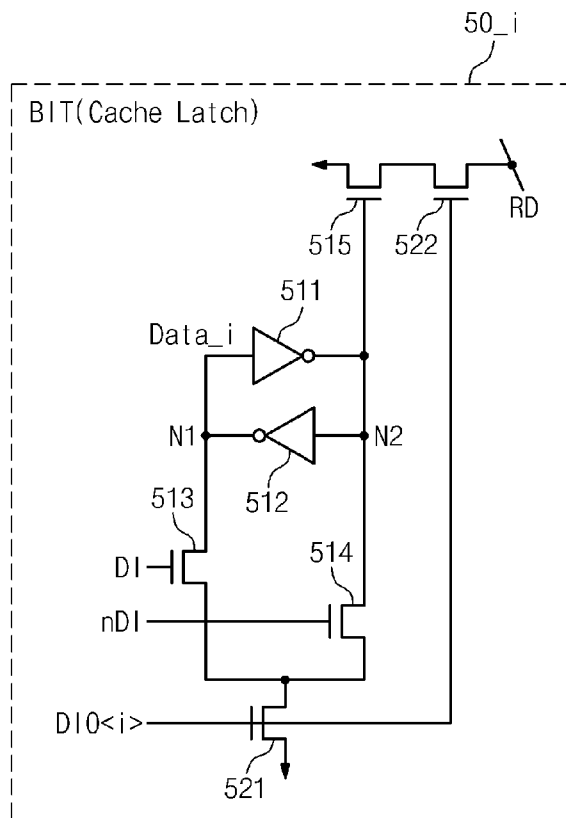 50_i
BIT(Cache Latch)
RD
515
522
511
Data_i
N1
N2
512
513
514
DI
nDI
DIO<i>
521